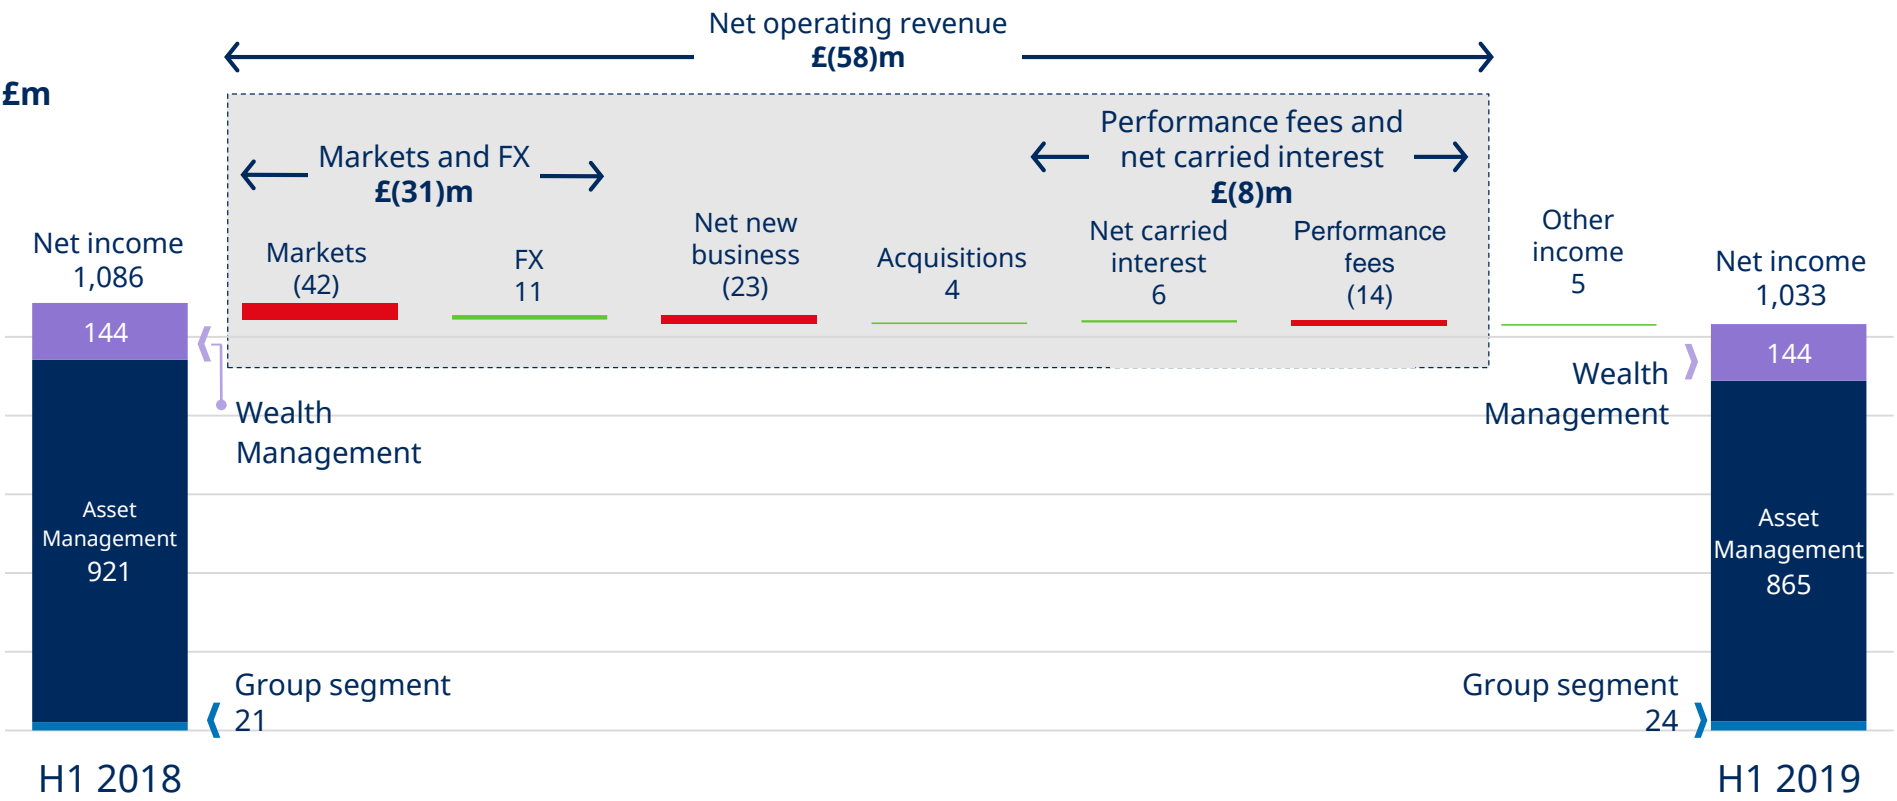 Net operating revenue
£(58)m
£m
Markets and FX
£(31)m
Performance fees and
net carried interest
£(8)m
Net income
1,086
Markets
(42)
FX
11
Net new
business
(23)
Acquisitions
4
Net carried
interest
6
Performance
fees
(14)
Other
income
5
Net income
1,033
144
Wealth
Management
Asset
Management
921
Group segment
21
H1 2018
144
Wealth
Management
Asset
Management
865
Group segment
24
H1 2019